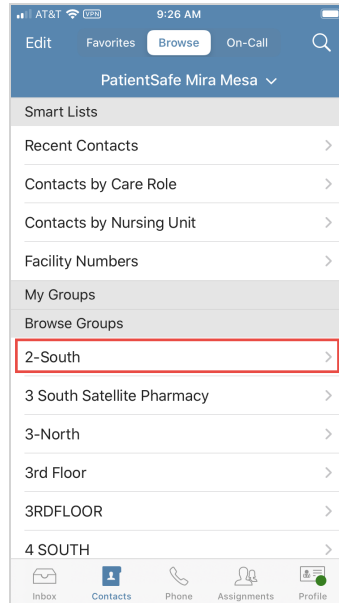 AT&T VPN 9:26 AM
Edit Favorites Browse On-Call
PatientSafe Mira Mesa
Smart Lists
Recent Contacts
Contacts by Care Role
Contacts by Nursing Unit
Facility Numbers
My Groups
Browse Groups
2-South
3 South Satellite Pharmacy
3-North
3rd Floor
3RDFLOOR
4 SOUTH
Inbox Contacts Phone Assignments Profile